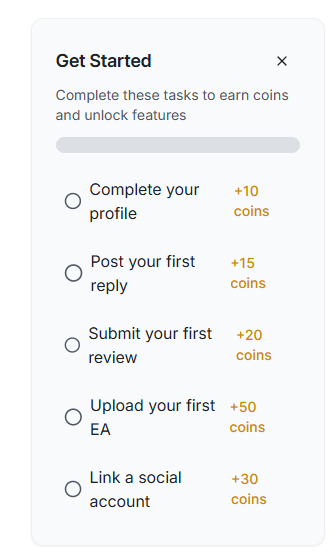 Get Started
Complete these tasks to earn coins
and unlock features
Complete your
profile
+10
coins
Post your first
reply
+15
coins
Submit your first
review
+20
coins
Upload your first
EA
+50
coins
Link a social
account
+30
coins